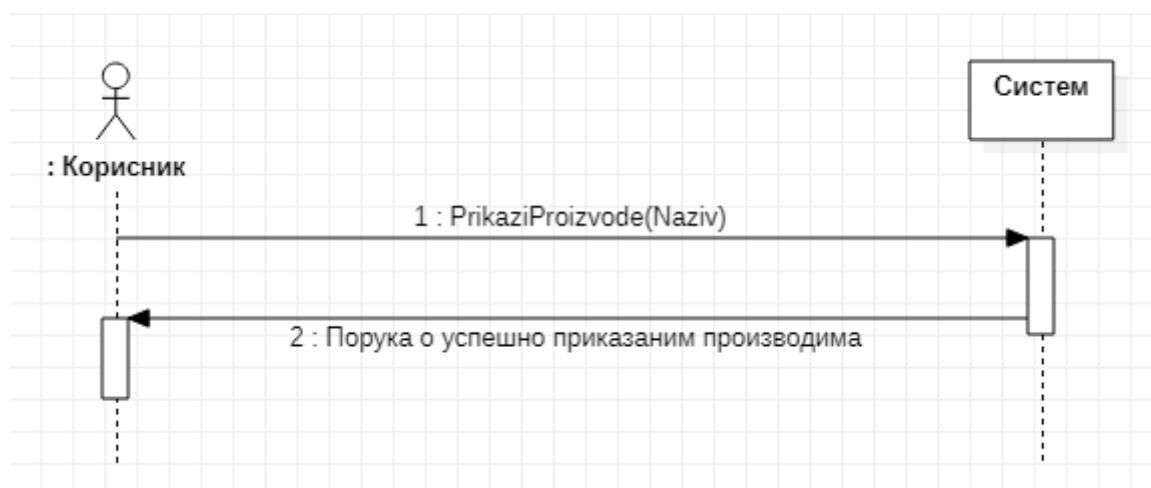 : Корисник
Систем
1 : PrikaziProizvode(Naziv)
2 : Порука о успешно приказаним производима